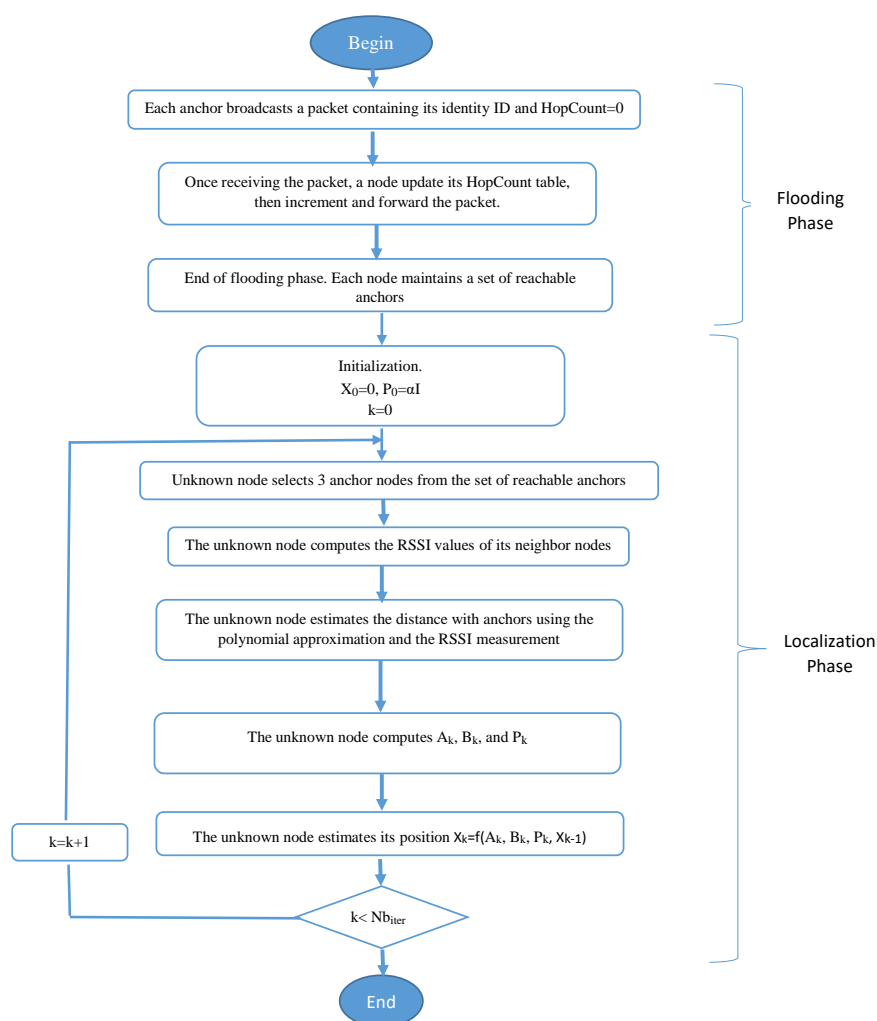 Begin
Each anchor broadcasts a packet containing its identity ID and HopCount=0
Once receiving the packet, a node update its HopCount table,
then increment and forward the packet.
Flooding
Phase
End of flooding phase. Each node maintains a set of reachable
anchors
Initialization.
X₀=0, P₀=αI
k=0
Unknown node selects 3 anchor nodes from the set of reachable anchors
The unknown node computes the RSSI values of its neighbor nodes
The unknown node estimates the distance with anchors using the
polynomial approximation and the RSSI measurement
Localization
Phase
The unknown node computes Aₖ, Bₖ, and Pₖ
The unknown node estimates its position Xₖ=f(Aₖ, Bₖ, Pₖ, Xₖ₋₁)
k=k+1
k< Nbiter
End